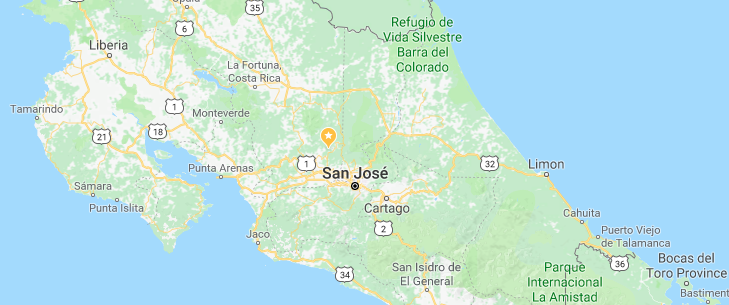 Rivas
Refugio de
Vida Silvestre
Barra del
Colorado
6
Liberia
La Fortuna,
Costa Rica
Tamarindo
1
Monteverde
21
18
Punta Arenas
1
32
Limon
San José
Sámara
Punta Islita
Cartago
Cahuita
Jaco
2
Puerto Viejo
de Talamanca
36
Bocas del
Toro Province
34
San Isidro de
El General
Parque
Internacional
La Amistad
Bastiment